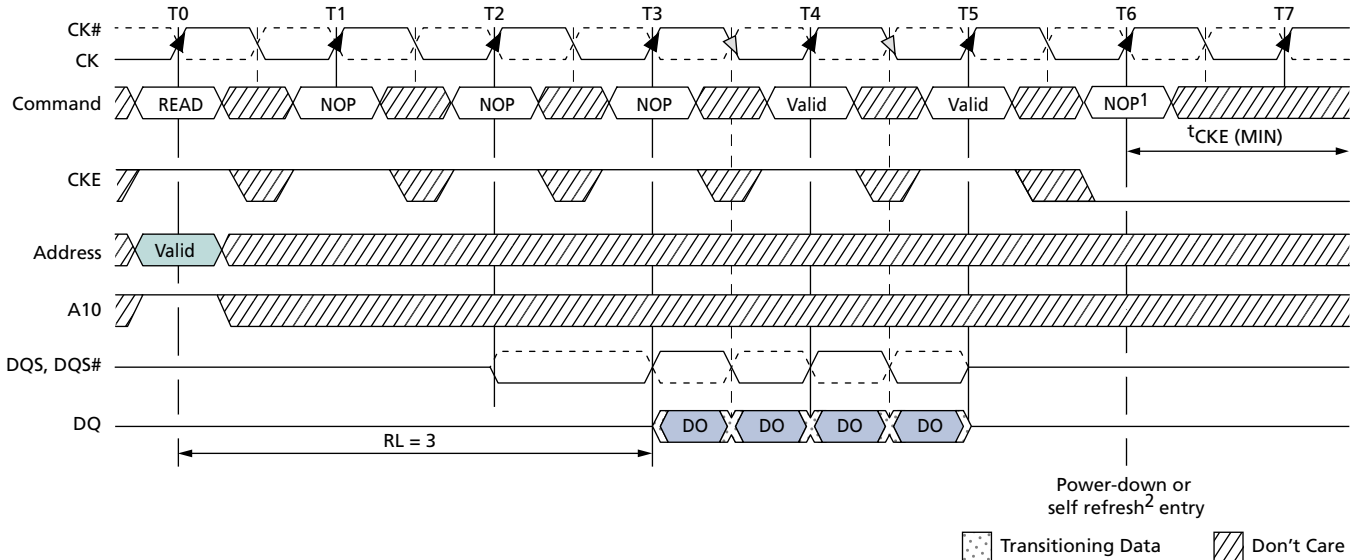 T0 T1 T2 T3 T4 T5 T6 T7
CK#
CK
Command READ NOP NOP NOP Valid Valid NOP1
tCKE (MIN)
CKE
Address Valid
A10
DQS, DQS#
DQ DO DO DO DO
RL = 3
Power-down or
self refresh2 entry
Transitioning Data Don't Care